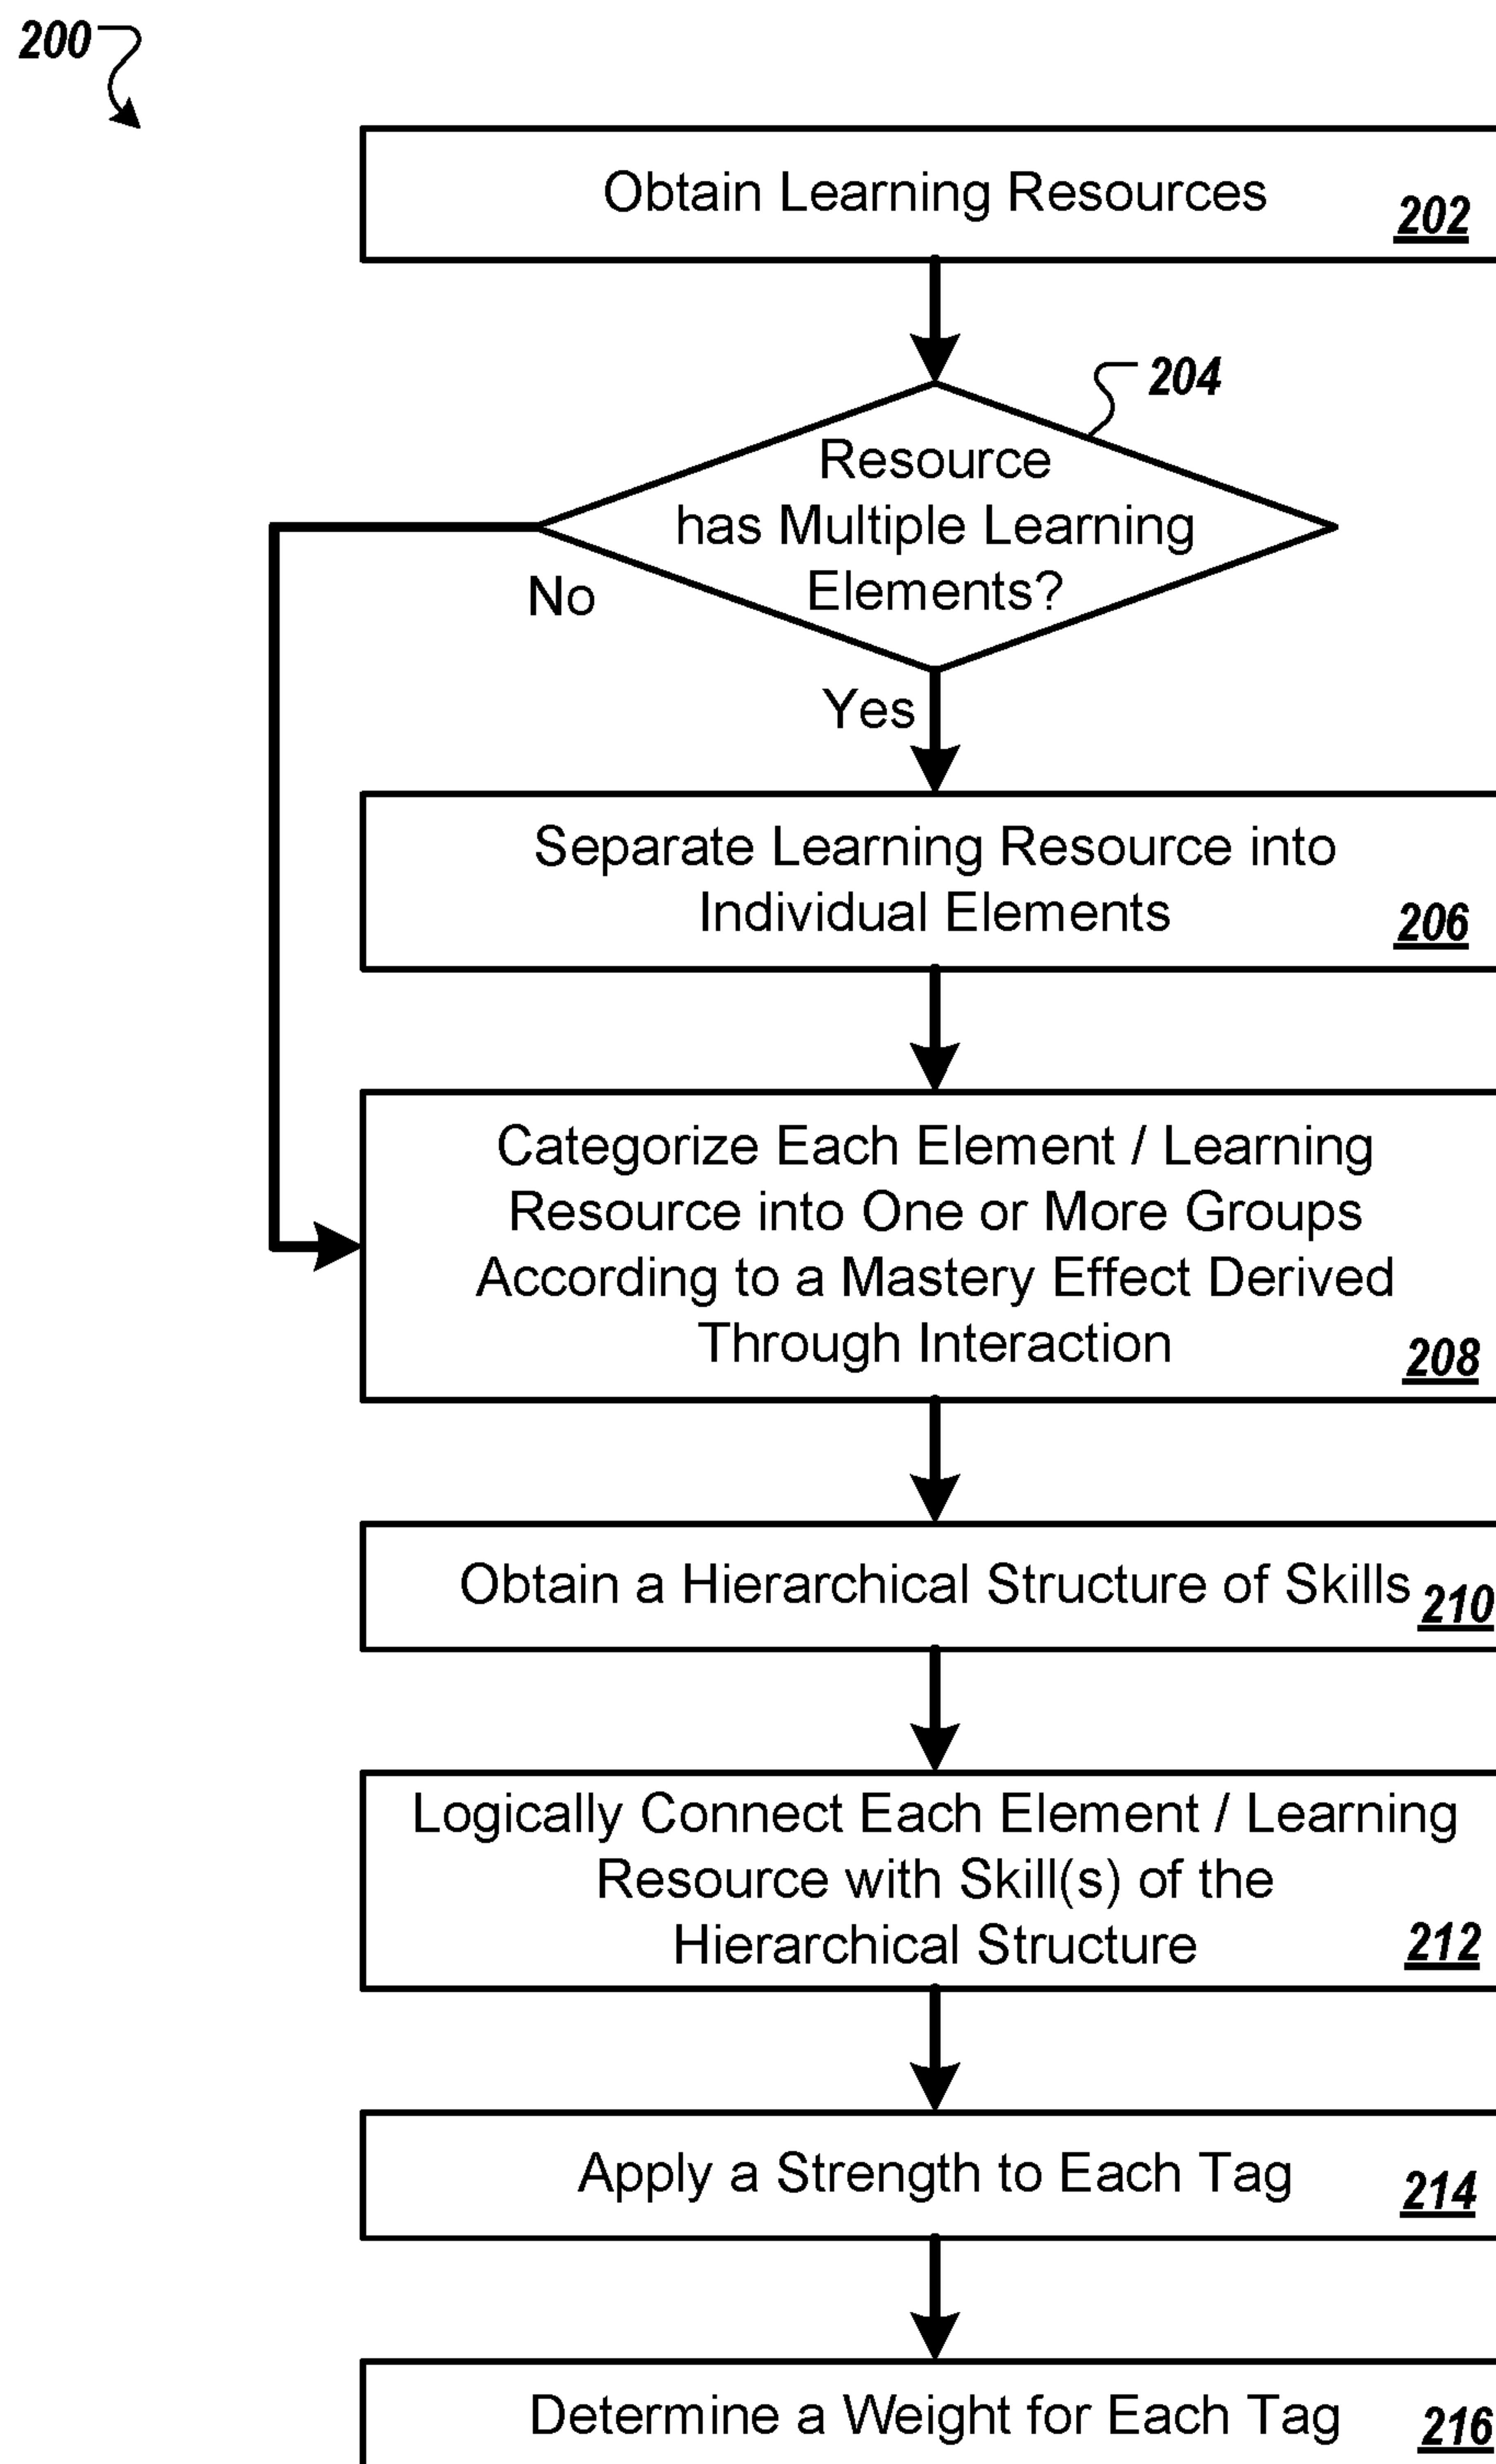 200
Obtain Learning Resources
202
204
Resource
has Multiple Learning
Elements?
No
Yes
Separate Learning Resource into
Individual Elements
206
Categorize Each Element / Learning
Resource into One or More Groups
According to a Mastery Effect Derived
Through Interaction
208
Obtain a Hierarchical Structure of Skills
210
Logically Connect Each Element / Learning
Resource with Skill(s) of the
Hierarchical Structure
212
Apply a Strength to Each Tag
214
Determine a Weight for Each Tag
216